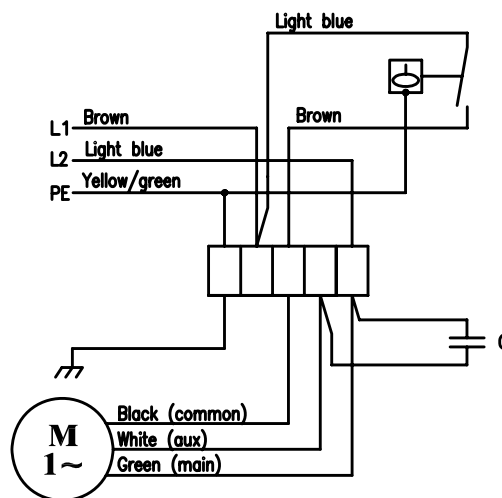 Light blue
L1 Brown Brown
L2 Light blue
PE Yellow/green
C
Black (common)
M
1~
White (aux)
Green (main)